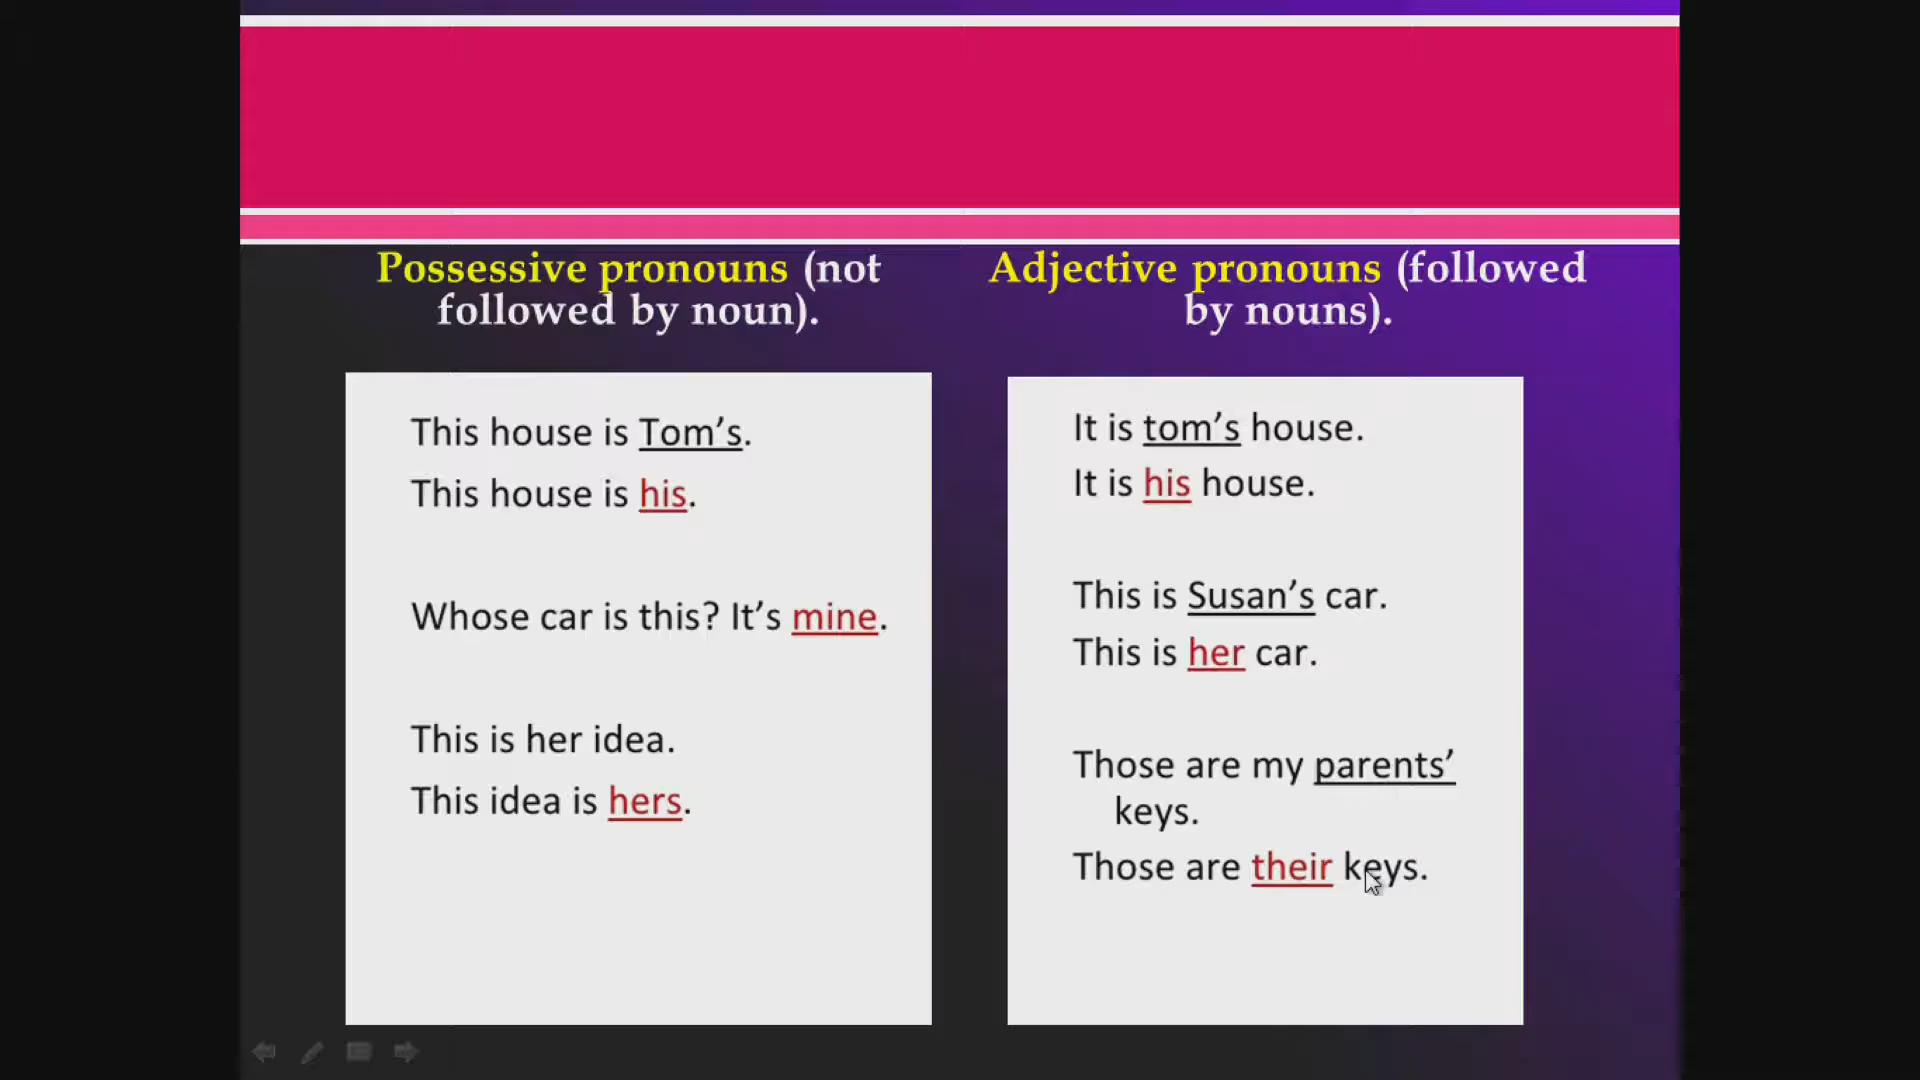 Possessive pronouns (not
followed by noun).
This house is Tom’s.
This house is his.
Whose car is this? It’s mine.
This is her idea.
This idea is hers.
Adjective pronouns (followed
by nouns).
It is tom’s house.
It is his house.
This is Susan’s car.
This is her car.
Those are my parents’
keys.
Those are their keys.